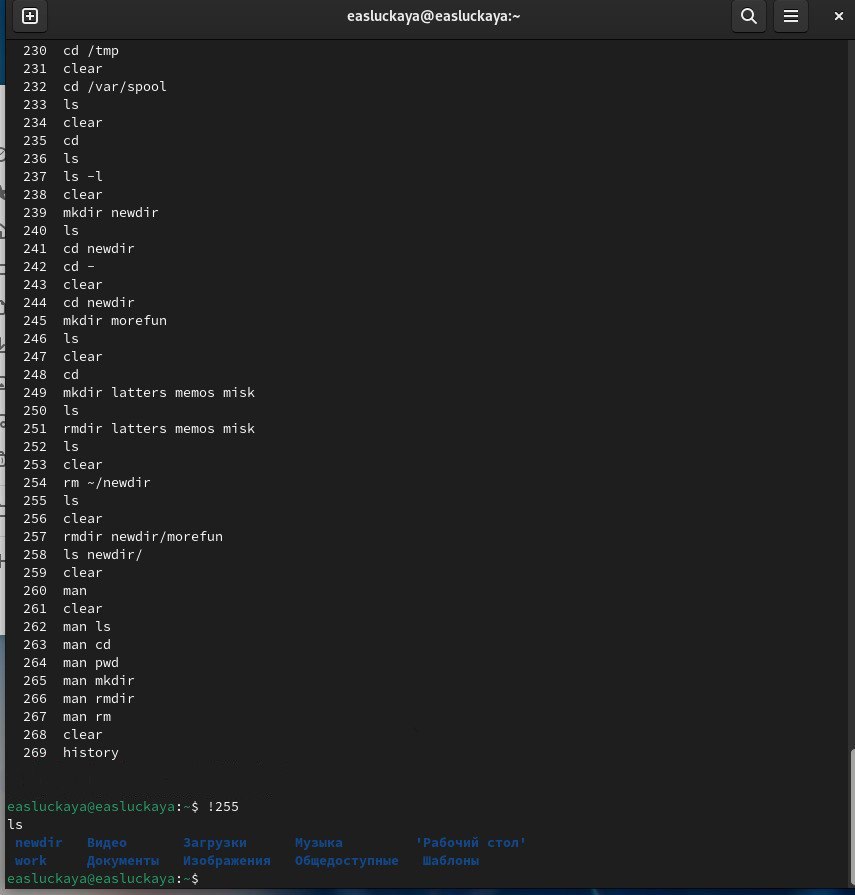 easluckaya@easluckaya:~
230 cd /tmp
231 clear
232 cd /var/spool
233 ls
234 clear
235 cd
236 ls
237 ls -l
238 clear
239 mkdir newdir
240 ls
241 cd newdir
242 cd -
243 clear
244 cd newdir
245 mkdir morefun
246 ls
247 clear
248 cd
249 mkdir latters memos misk
250 ls
251 rmdir latters memos misk
252 ls
253 clear
254 rm ~/newdir
255 ls
256 clear
257 rmdir newdir/morefun
258 ls newdir/
259 clear
260 man
261 clear
262 man ls
263 man cd
264 man pwd
265 man mkdir
266 man rmdir
267 man rm
268 clear
269 history
easluckaya@easluckaya:~$ !255
ls
newdir Видео Загрузки Музыка 'Рабочий стол'
work Документы Изображения Общедоступные Шаблоны
easluckaya@easluckaya:~$